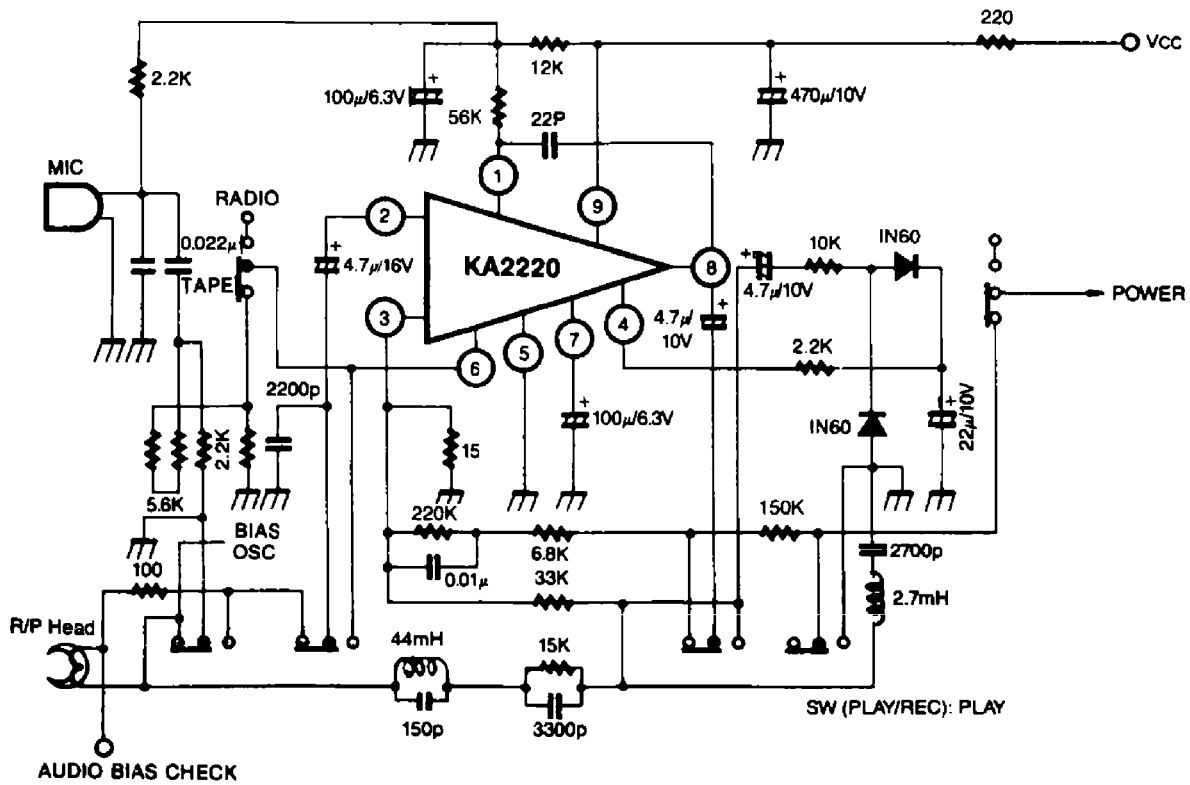 220
VCC
2.2K
12K
100μ/6.3V
470μ/10V
56K
22P
MIC
1
RADIO
9
2
0.022μ
10K
IN60
4.7μ/16V
KA2220
8
TAPE
4.7μ/10V
POWER
3
4.7μ/
10V
4
7
5
6
2.2K
2200p
100μ/6.3V
22μ/10V
IN60
2.2K
15
5.6K
220K
150K
BIAS
OSC
6.8K
2700p
100
0.01μ
33K
2.7mH
R/P Head
44mH
15K
SW (PLAY/REC): PLAY
150p
3300p
AUDIO BIAS CHECK